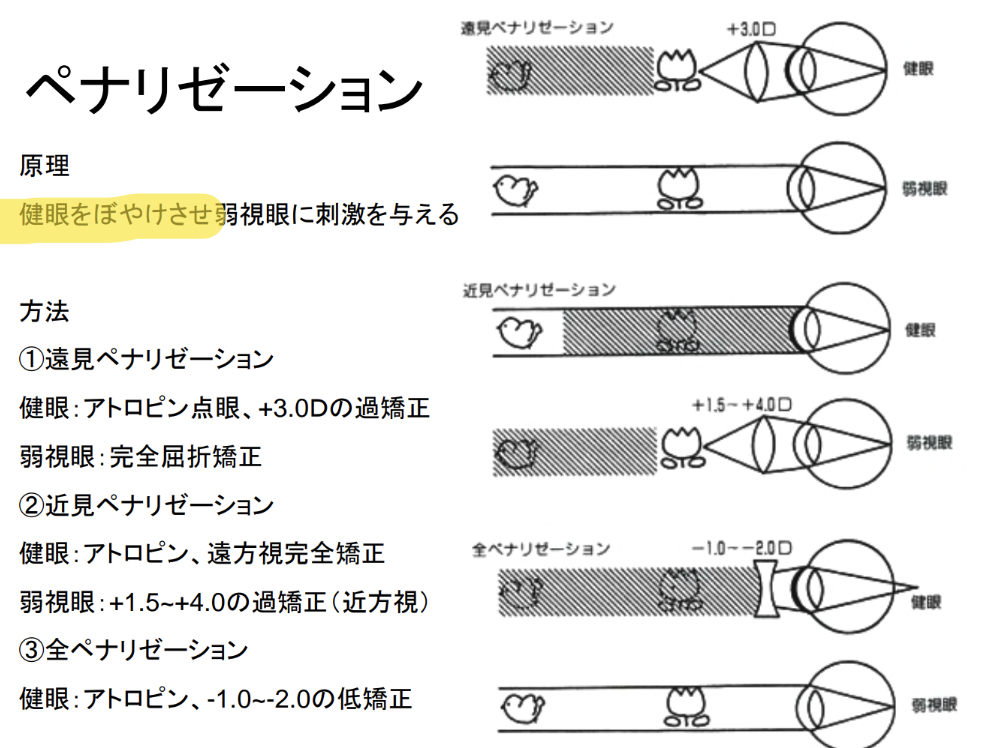 ペナリゼーション
原理
健眼をぼやけさせ弱視眼に刺激を与える
方法
①遠見ペナリゼーション
健眼：アトロピン点眼、+3.0Dの過矯正
弱視眼：完全屈折矯正
②近見ペナリゼーション
健眼：アトロピン、遠方視完全矯正
弱視眼：+1.5~+4.0の過矯正（近方視）
③全ペナリゼーション
健眼：アトロピン、-1.0~-2.0の低矯正
遠見ペナリゼーション
+3.0D
健眼
弱視眼
近見ペナリゼーション
健眼
+1.5~+4.0D
弱視眼
全ペナリゼーション
-1.0~-2.0D
健眼
弱視眼